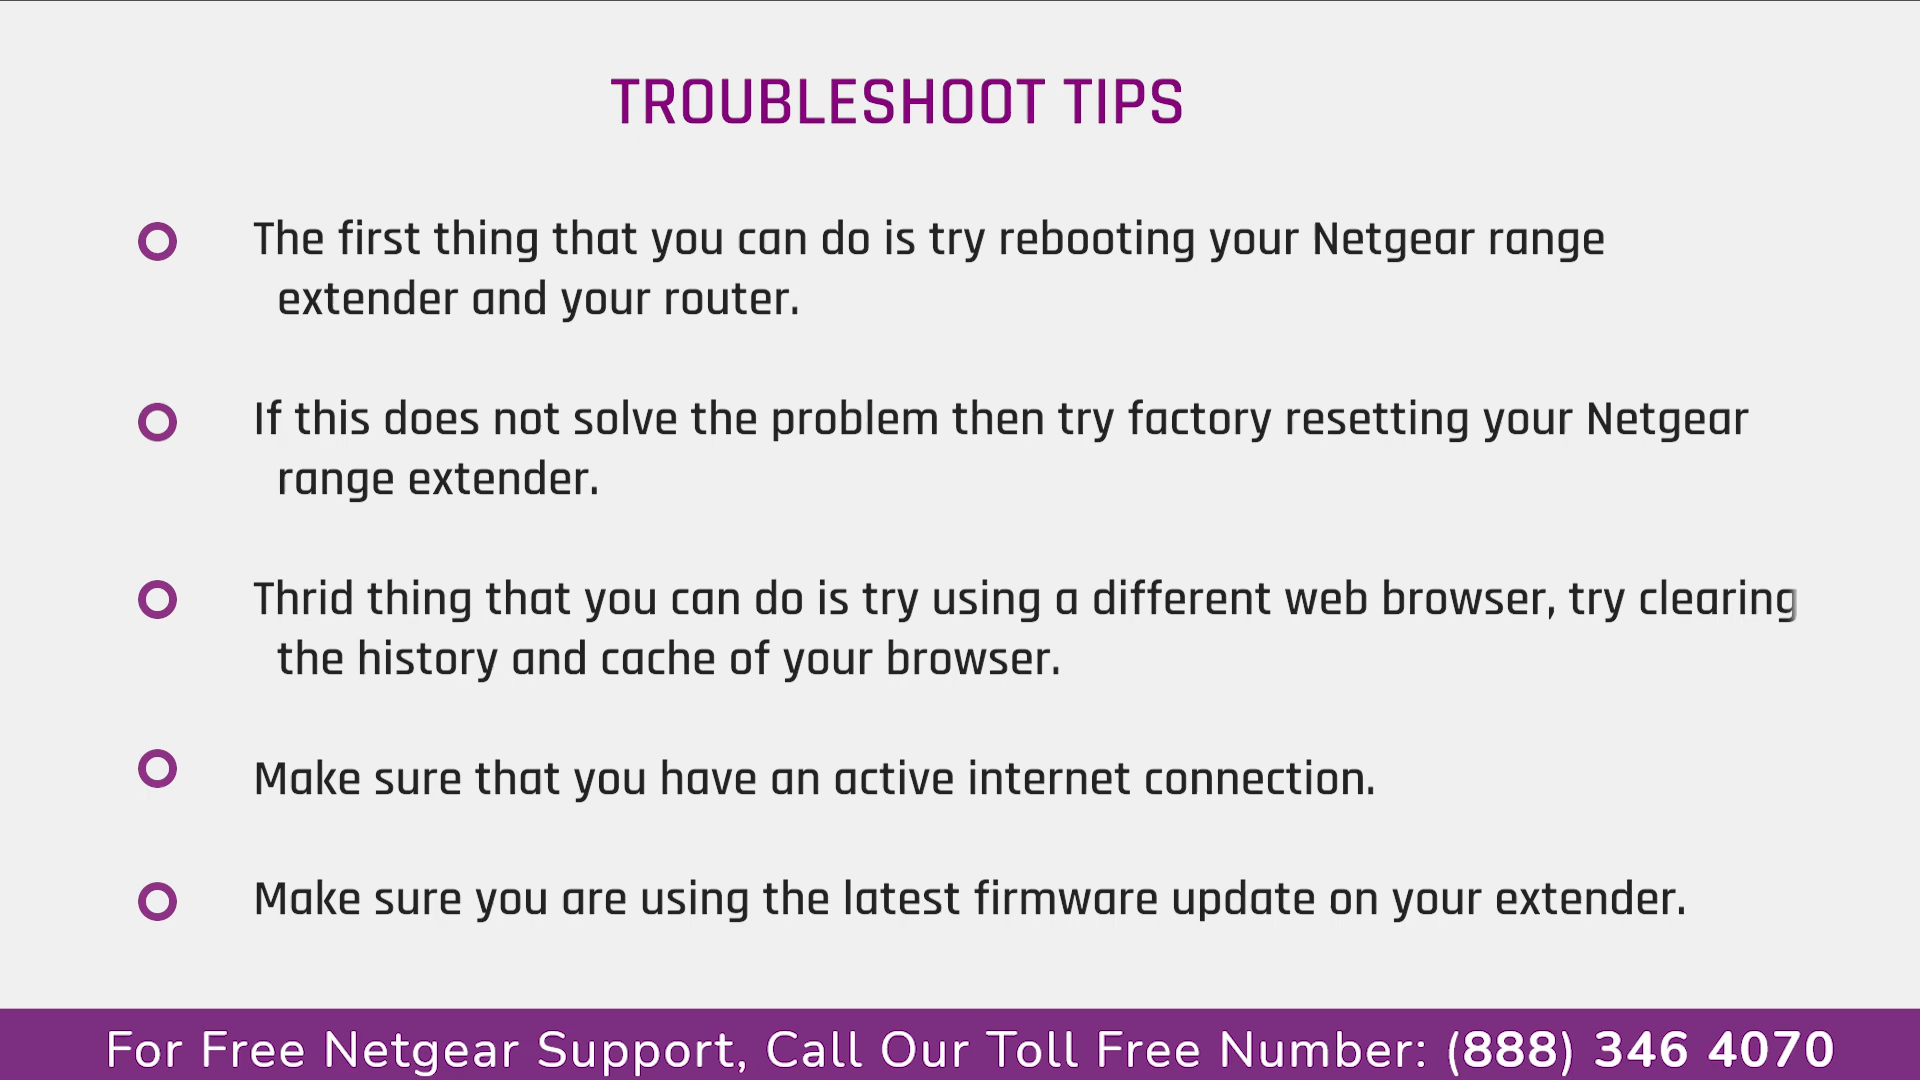 TROUBLESHOOT TIPS
The first thing that you can do is try rebooting your Netgear range
extender and your router.
If this does not solve the problem then try factory resetting your Netgear
range extender.
Thrid thing that you can do is try using a different web browser, try clearing
the history and cache of your browser.
Make sure that you have an active internet connection.
Make sure you are using the latest firmware update on your extender.
For Free Netgear Support, Call Our Toll Free Number: (888) 346 4070